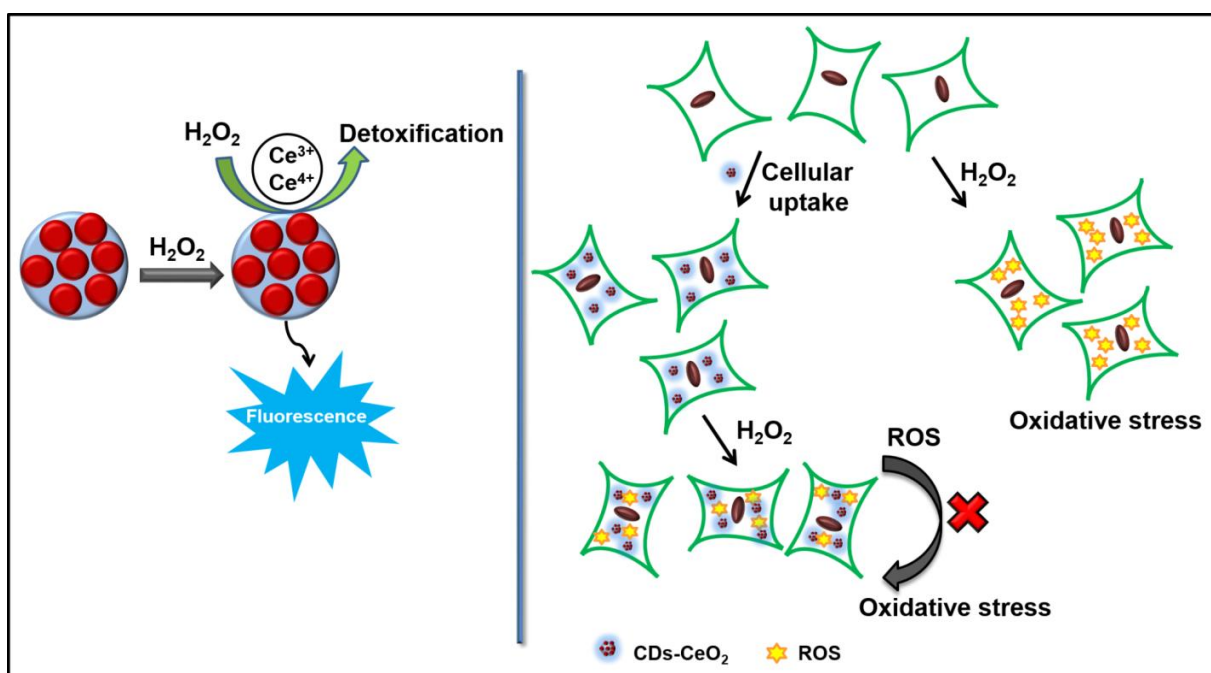 H₂O₂
Ce³⁺
Ce⁴⁺
Detoxification
H₂O₂
Fluorescence
Cellular
uptake
H₂O₂
Oxidative stress
H₂O₂
ROS
Oxidative stress
CDs-CeO₂
ROS